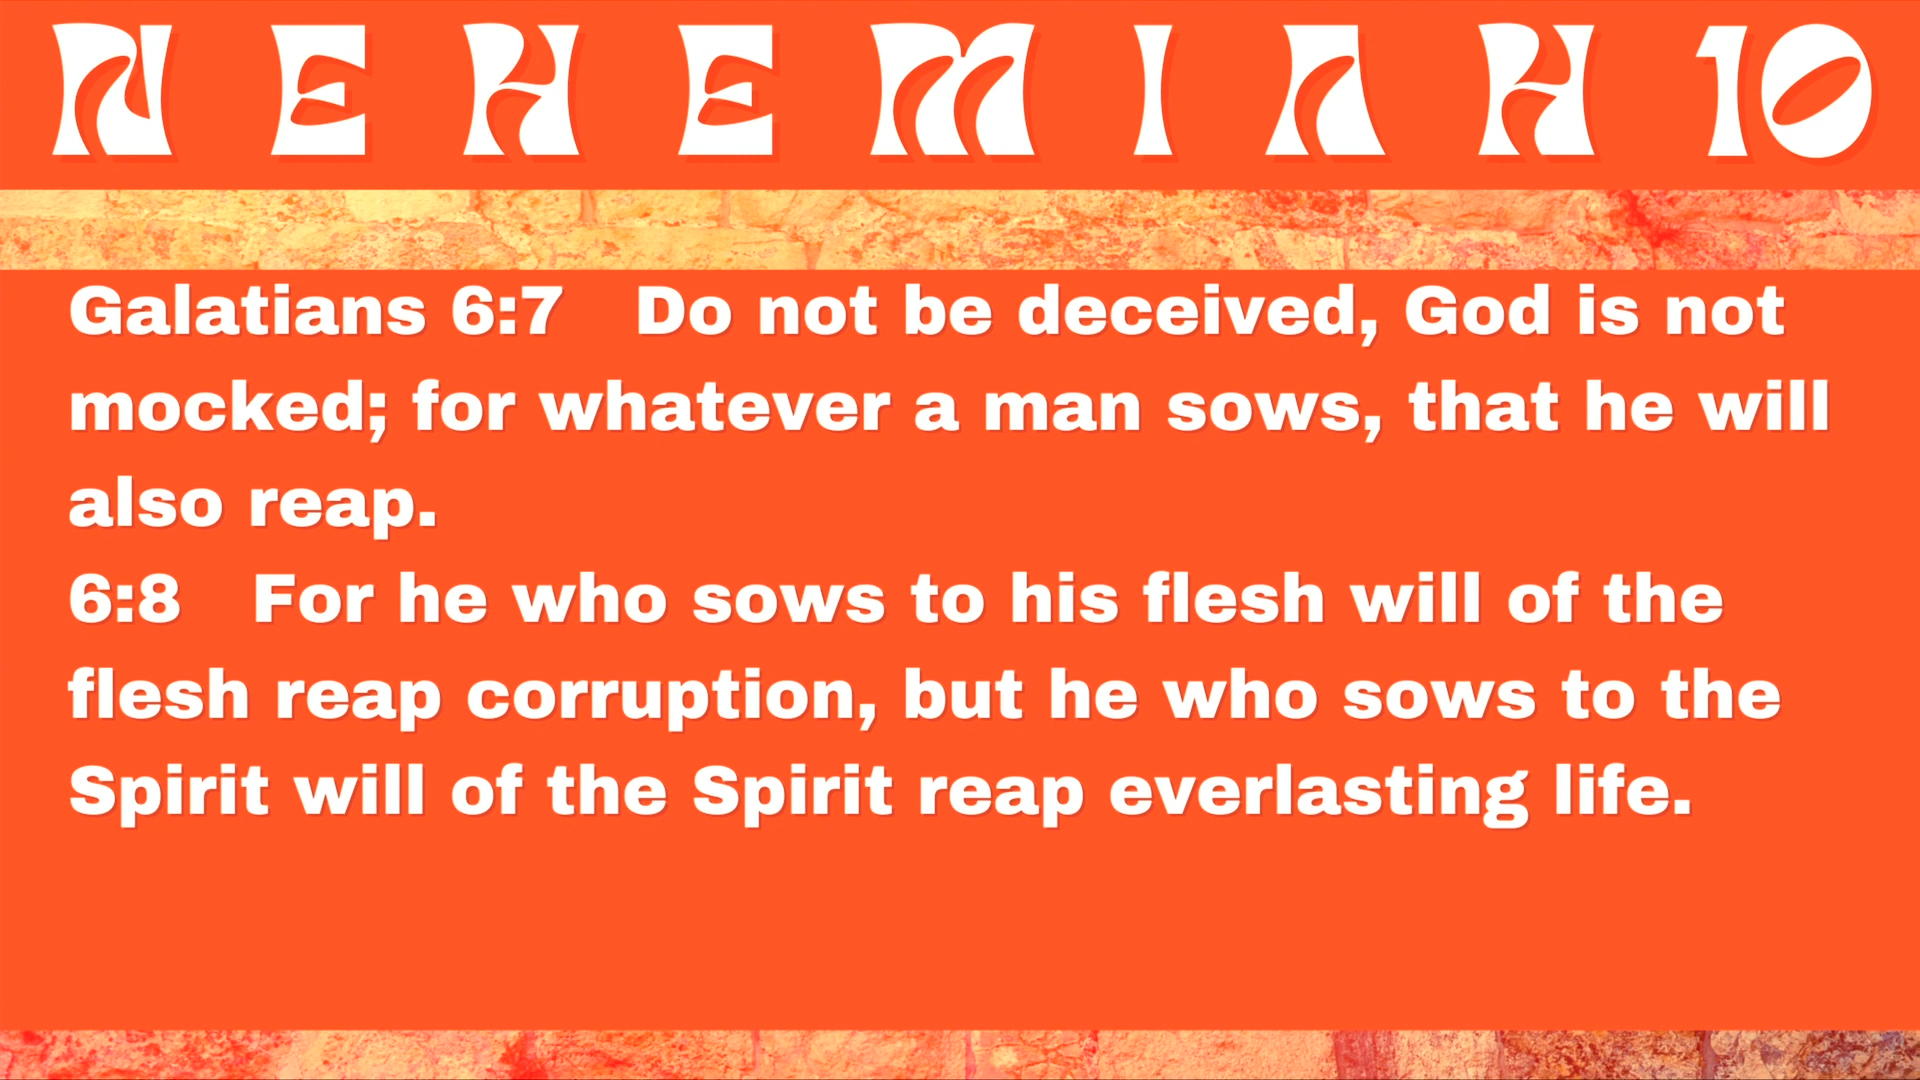 NEHEMIAH 10
Galatians 6:7 Do not be deceived, God is not
mocked; for whatever a man sows, that he will
also reap.
6:8 For he who sows to his flesh will of the
flesh reap corruption, but he who sows to the
Spirit will of the Spirit reap everlasting life.